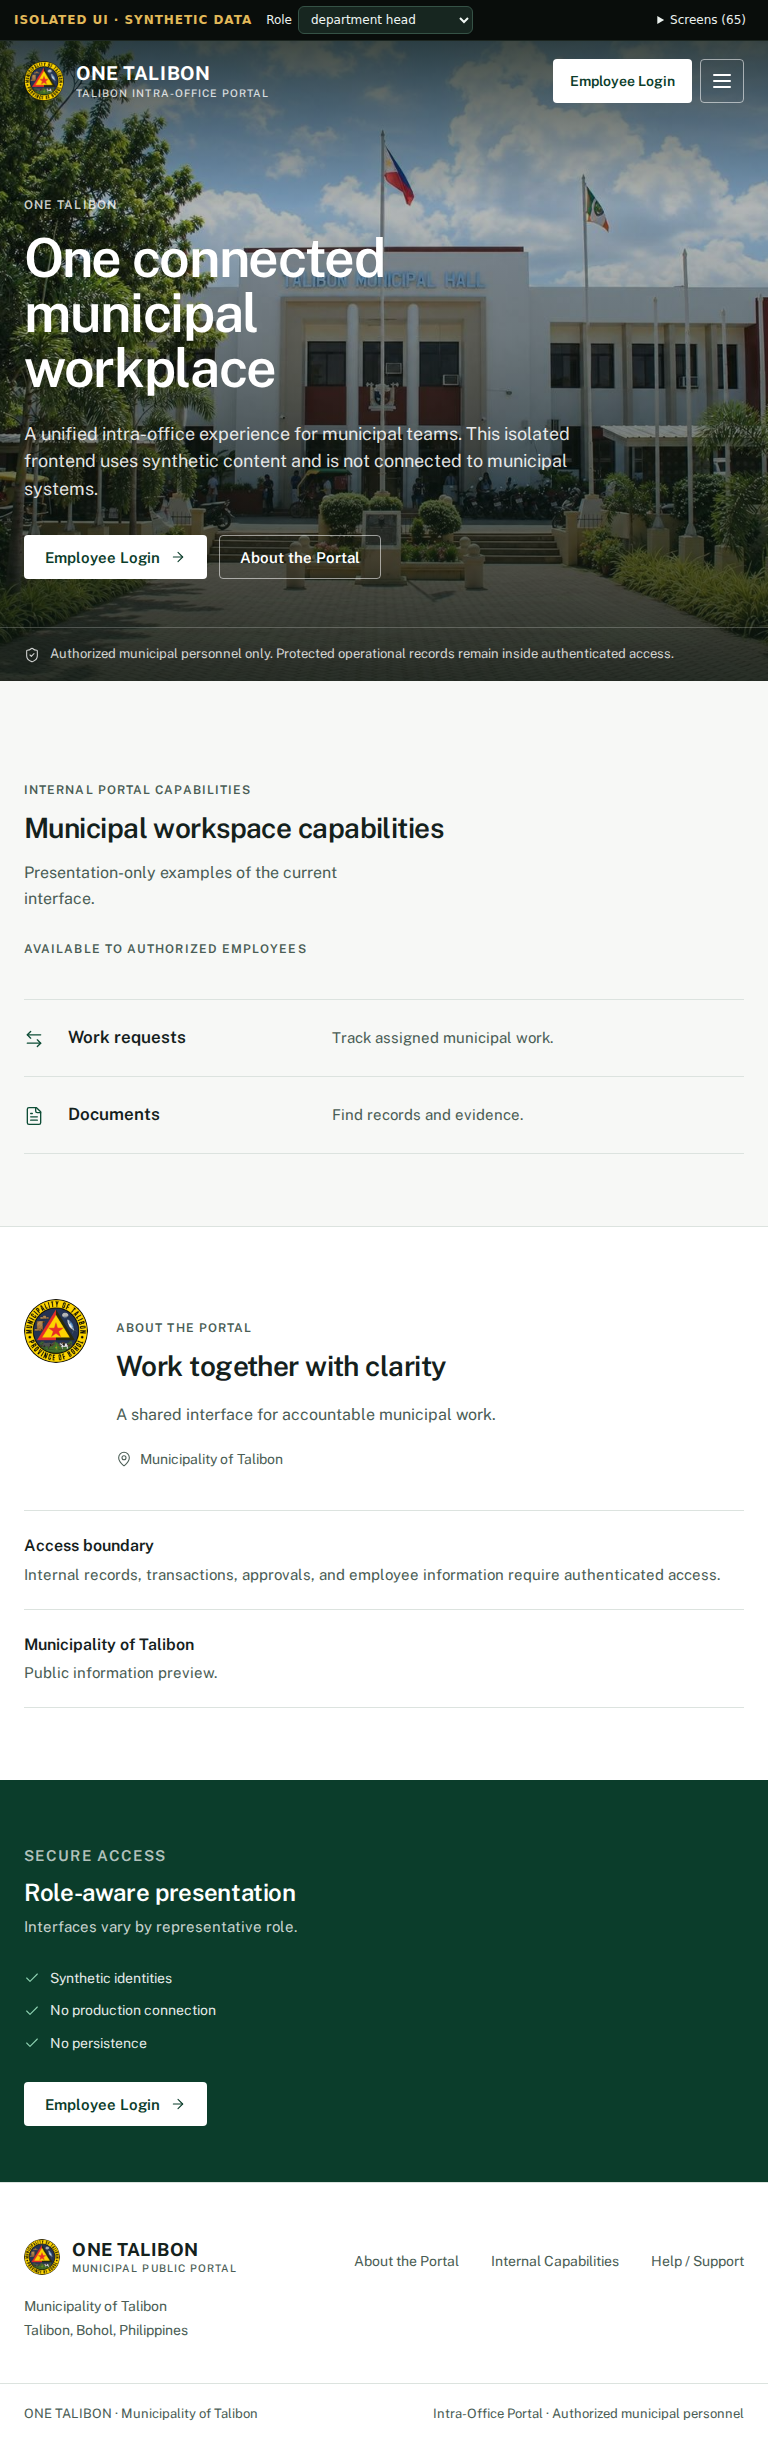 ISOLATED UI · SYNTHETIC DATA Role department head Screens (65)
ONE TALIBON
TALIBON INTRA-OFFICE PORTAL
Employee Login
ONE TALIBON
One connected
municipal
workplace
TALIBON MUNICIPAL HALL
A unified intra-office experience for municipal teams. This isolated
frontend uses synthetic content and is not connected to municipal
systems.
Employee Login
About the Portal
Authorized municipal personnel only. Protected operational records remain inside authenticated access.
INTERNAL PORTAL CAPABILITIES
Municipal workspace capabilities
Presentation-only examples of the current
interface.
AVAILABLE TO AUTHORIZED EMPLOYEES
Work requests Track assigned municipal work.
Documents Find records and evidence.
MUNICIPALITY OF TALIBON
PROVINCE OF BOHOL
ABOUT THE PORTAL
Work together with clarity
A shared interface for accountable municipal work.
Municipality of Talibon
Access boundary
Internal records, transactions, approvals, and employee information require authenticated access.
Municipality of Talibon
Public information preview.
SECURE ACCESS
Role-aware presentation
Interfaces vary by representative role.
Synthetic identities
No production connection
No persistence
Employee Login
ONE TALIBON
MUNICIPAL PUBLIC PORTAL
About the Portal Internal Capabilities Help / Support
Municipality of Talibon
Talibon, Bohol, Philippines
ONE TALIBON · Municipality of Talibon
Intra-Office Portal · Authorized municipal personnel